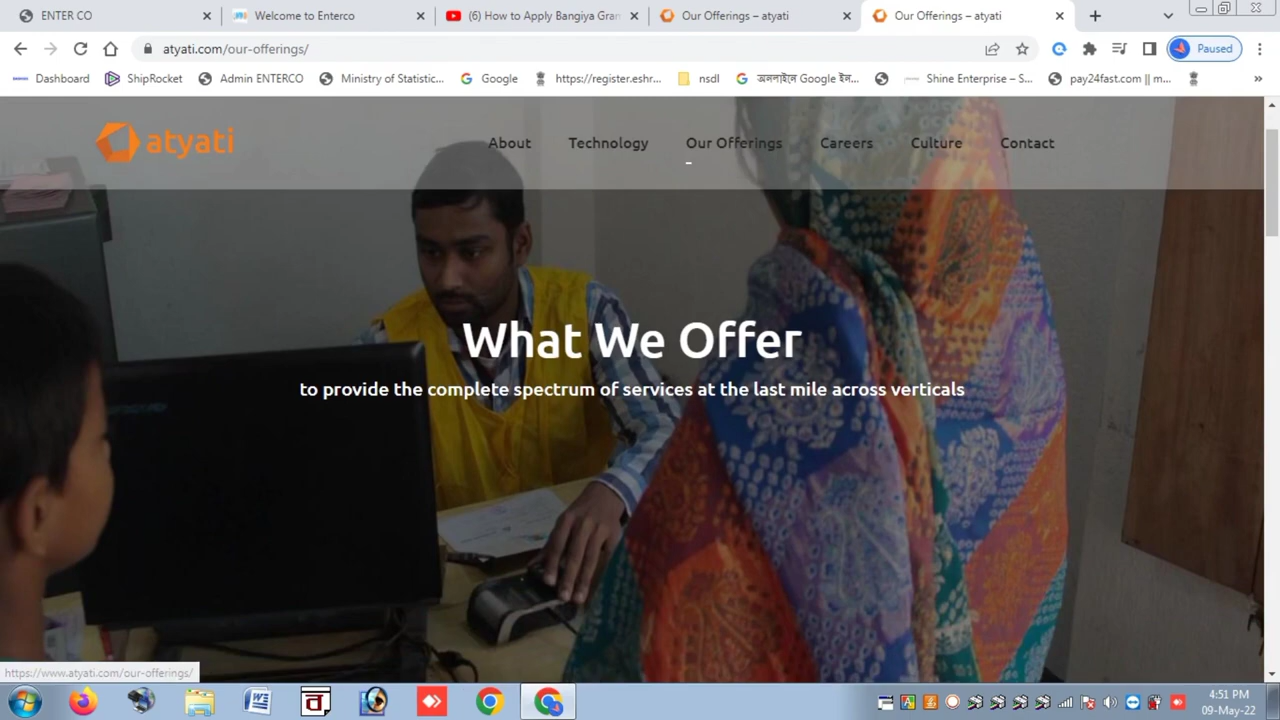 ENTER CO
Welcome to Enterco
(6) How to Apply Bangiya Gran
Our Offerings – atyati
Our Offerings – atyati
atyati.com/our-offerings/
Paused
Dashboard
ShipRocket
Admin ENTERCO
Ministry of Statistic...
Google
https://register.eshr...
nsdl
অনলাইলে Google ইন...
Shine Enterprise – S...
pay24fast.com || m...
»
atyati
About
Technology
Our Offerings
Careers
Culture
Contact
What We Offer
to provide the complete spectrum of services at the last mile across verticals
https://www.atyati.com/our-offerings/
4:51 PM
09-May-22